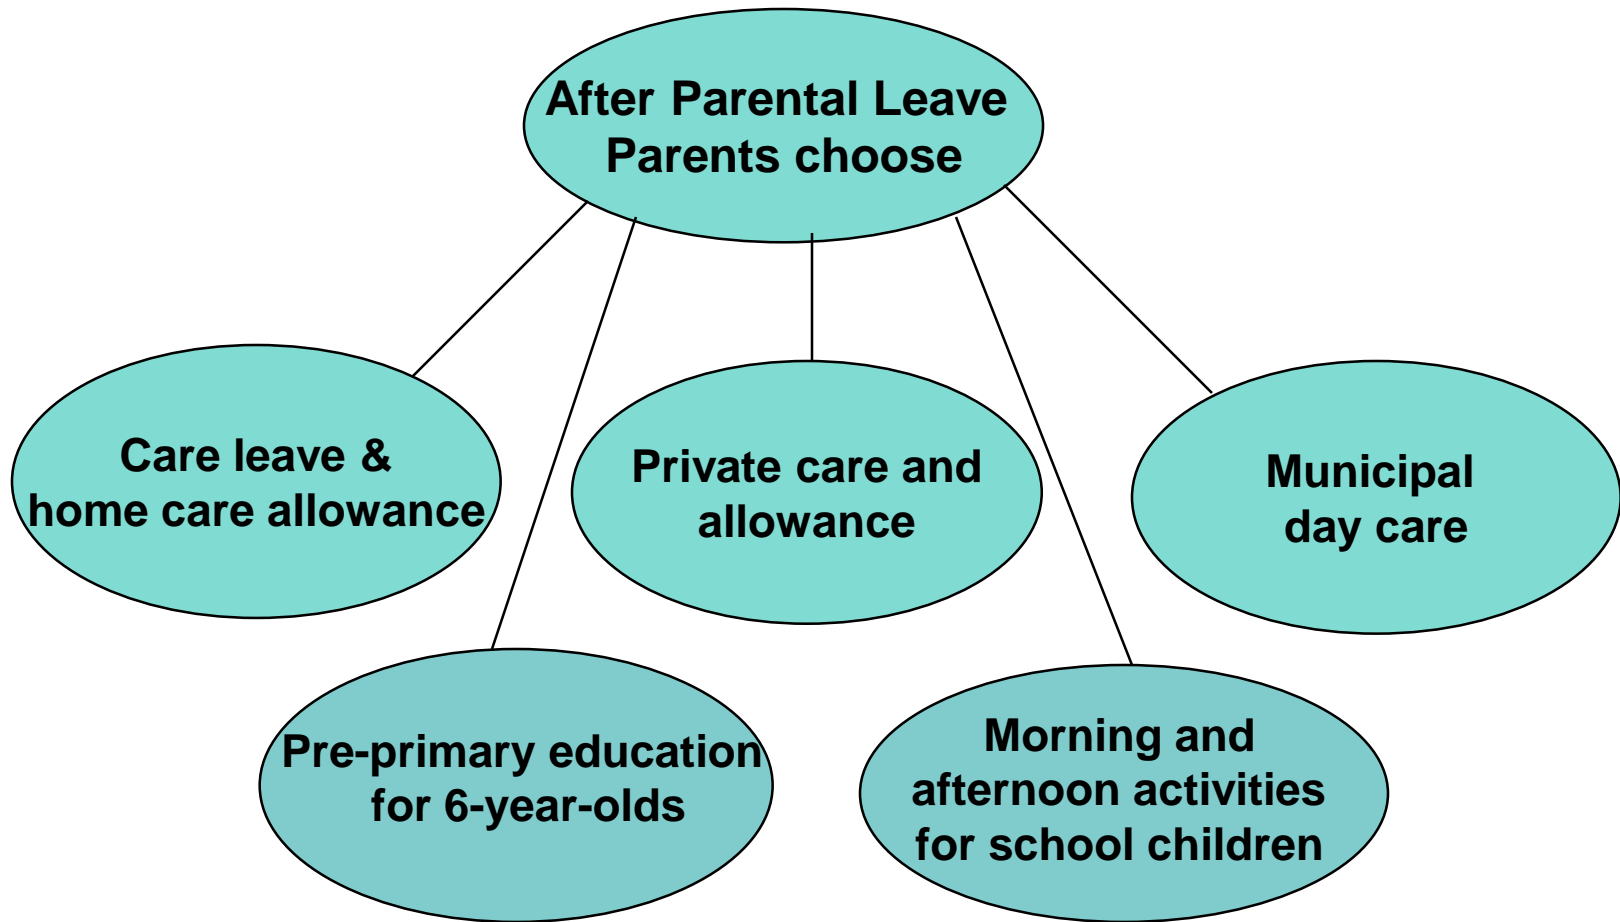 After Parental Leave
Parents choose
Care leave &
home care allowance
Private care and
allowance
Municipal
day care
Pre-primary education
for 6-year-olds
Morning and
afternoon activities
for school children